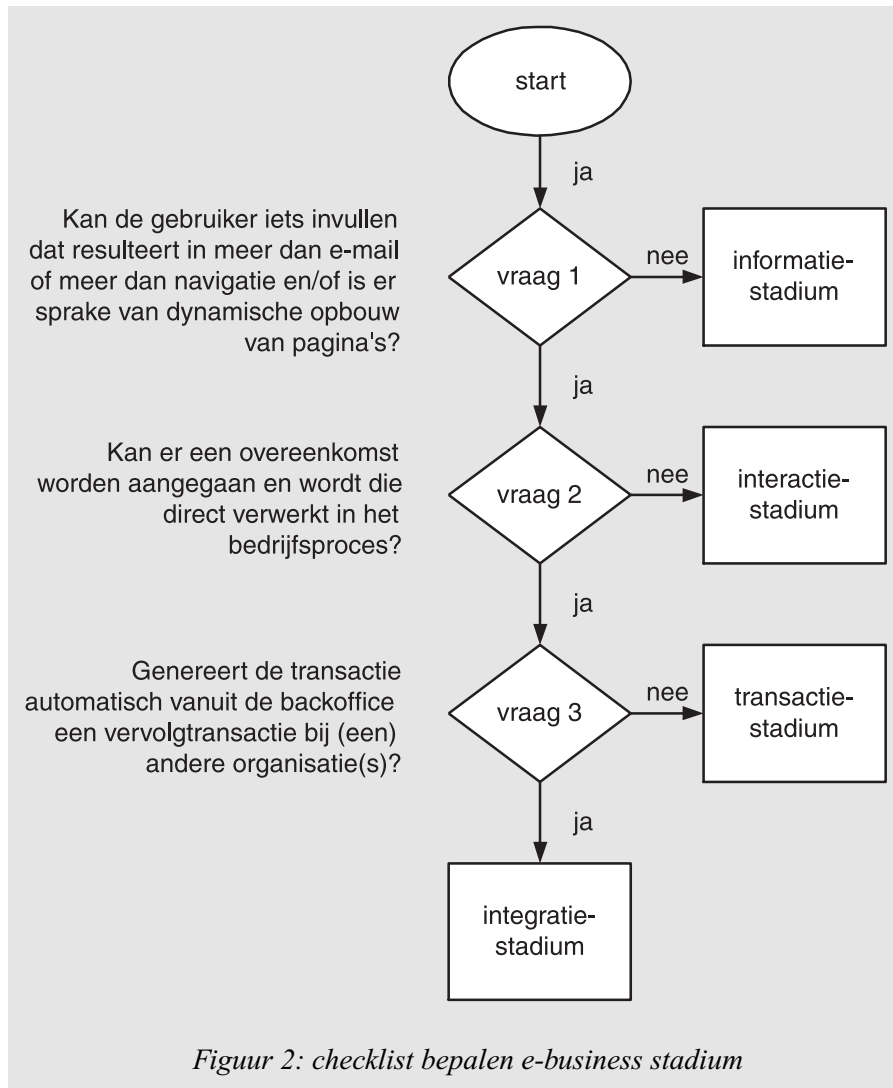 start
ja
Kan de gebruiker iets invullen
dat resulteert in meer dan e-mail
of meer dan navigatie en/of is er
sprake van dynamische opbouw
van pagina's?
vraag 1
nee
informatie-
stadium
ja
Kan er een overeenkomst
worden aangegaan en wordt die
direct verwerkt in het
bedrijfsproces?
vraag 2
nee
interactie-
stadium
ja
Genereert de transactie
automatisch vanuit de backoffice
een vervolgtransactie bij (een)
andere organisatie(s)?
vraag 3
nee
transactie-
stadium
ja
integratie-
stadium
Figuur 2: checklist bepalen e-business stadium